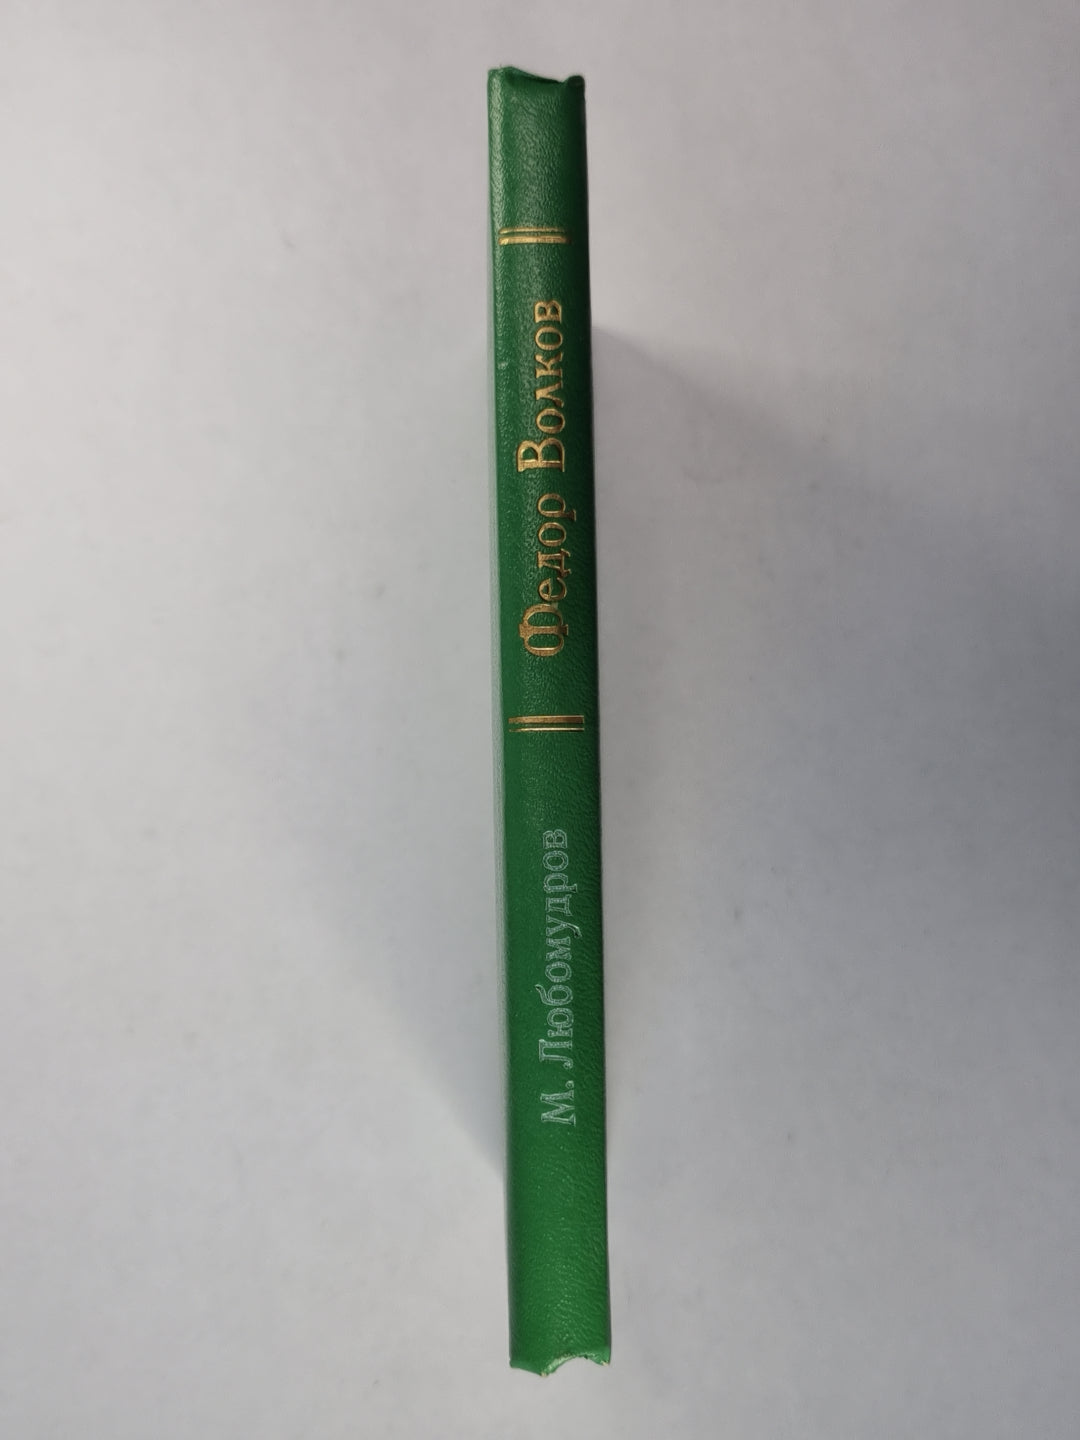 М. Любомудров
Федор Волков